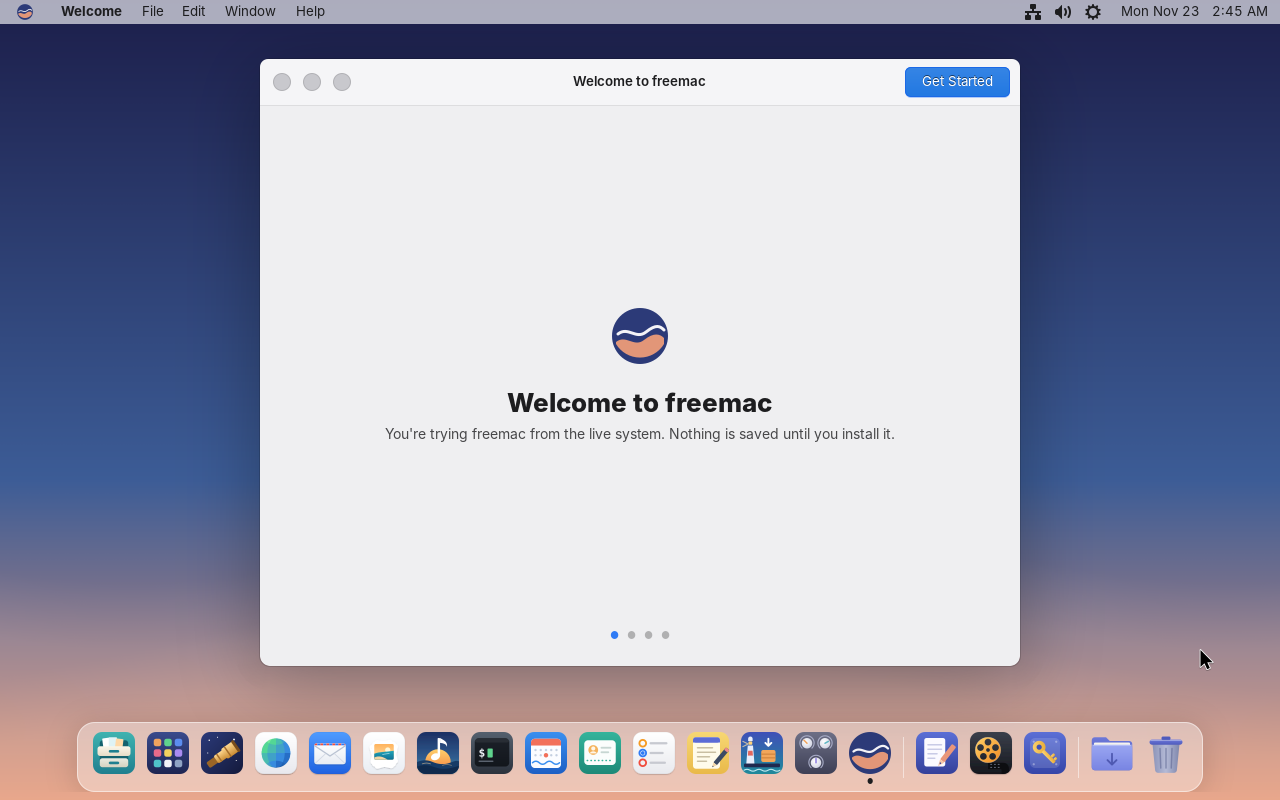 Welcome File Edit Window Help Mon Nov 23 2:45 AM
Welcome to freemac
Get Started
Welcome to freemac
You're trying freemac from the live system. Nothing is saved until you install it.
$